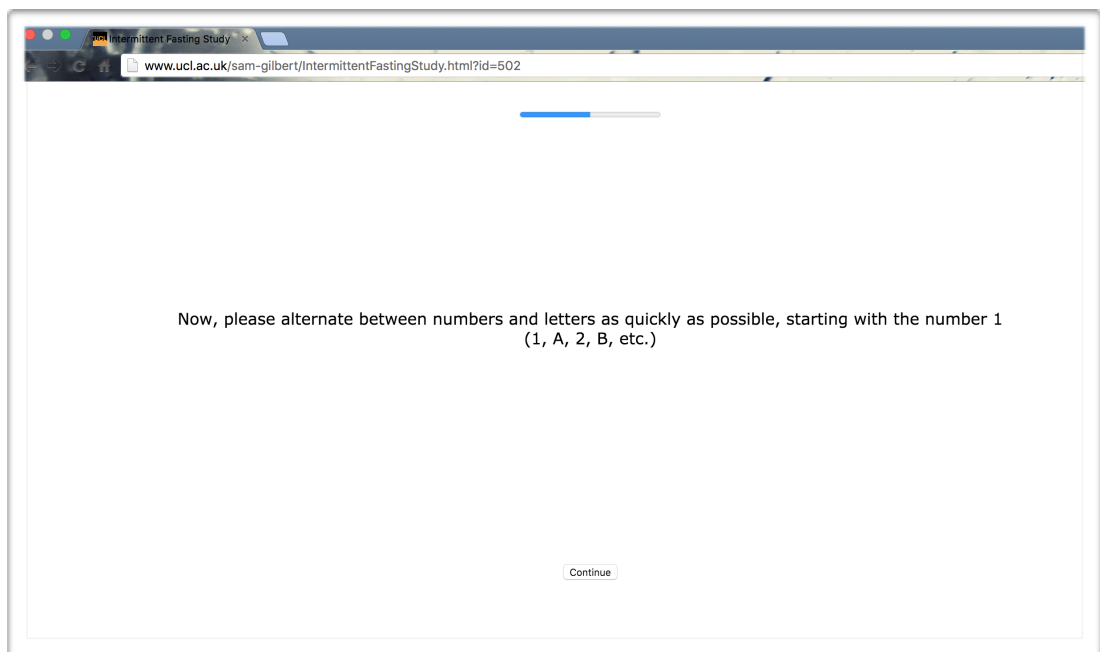 UCL Intermittent Fasting Study ×
www.ucl.ac.uk/sam-gilbert/IntermittentFastingStudy.html?id=502
Now, please alternate between numbers and letters as quickly as possible, starting with the number 1
(1, A, 2, B, etc.)
Continue